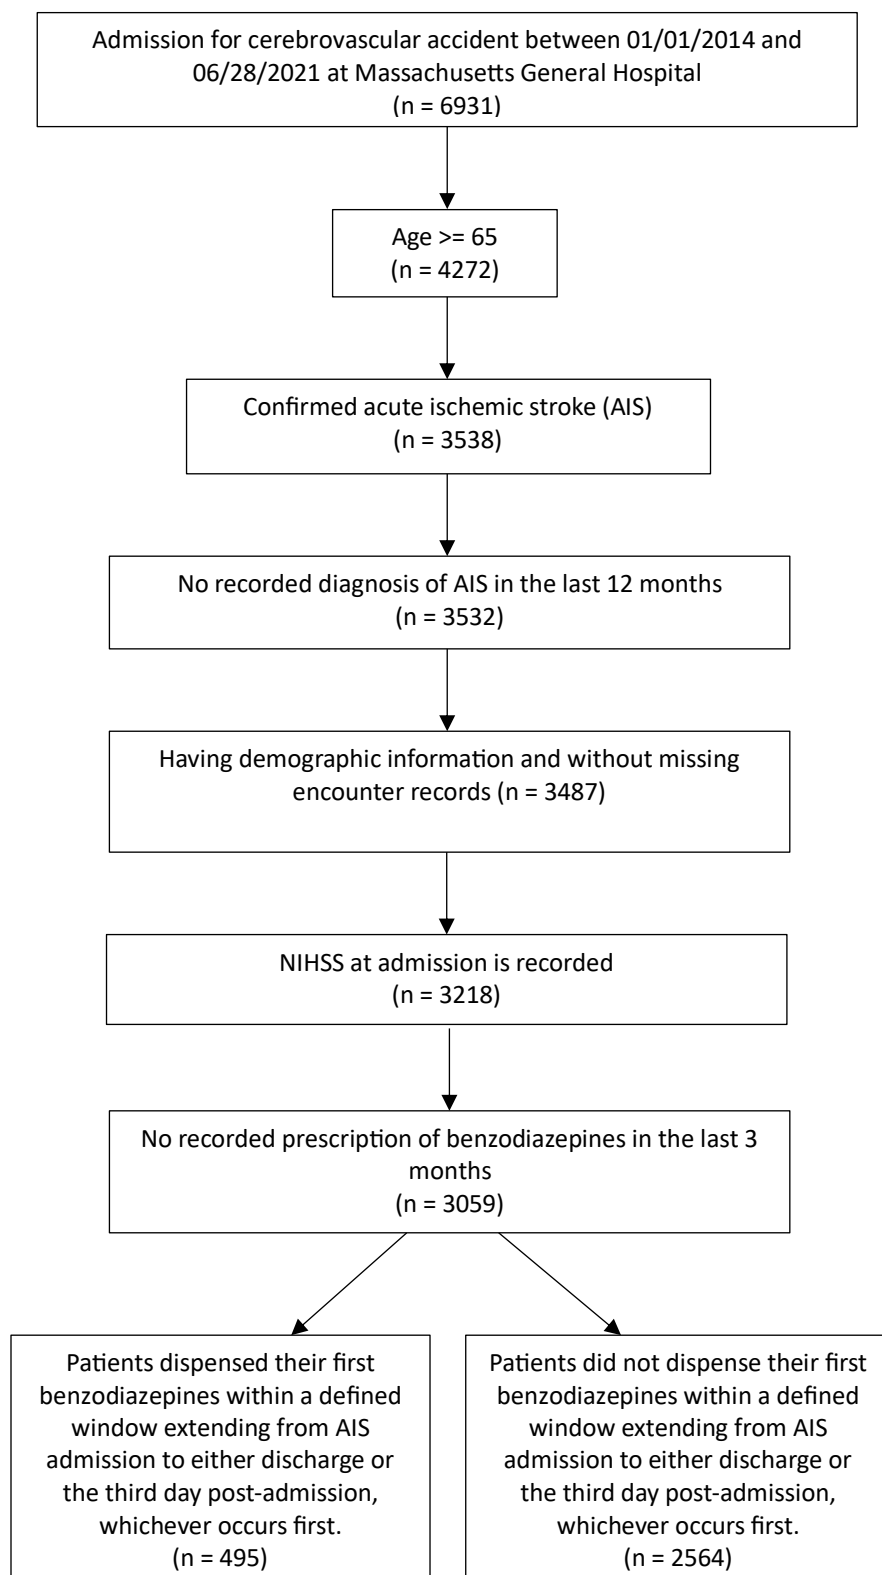 Admission for cerebrovascular accident between 01/01/2014 and
06/28/2021 at Massachusetts General Hospital
(n = 6931)
Age >= 65
(n = 4272)
Confirmed acute ischemic stroke (AIS)
(n = 3538)
No recorded diagnosis of AIS in the last 12 months
(n = 3532)
Having demographic information and without missing
encounter records (n = 3487)
NIHSS at admission is recorded
(n = 3218)
No recorded prescription of benzodiazepines in the last 3
months
(n = 3059)
Patients dispensed their first
benzodiazepines within a defined
window extending from AIS
admission to either discharge or
the third day post-admission,
whichever occurs first.
(n = 495)
Patients did not dispense their first
benzodiazepines within a defined
window extending from AIS
admission to either discharge or
the third day post-admission,
whichever occurs first.
(n = 2564)